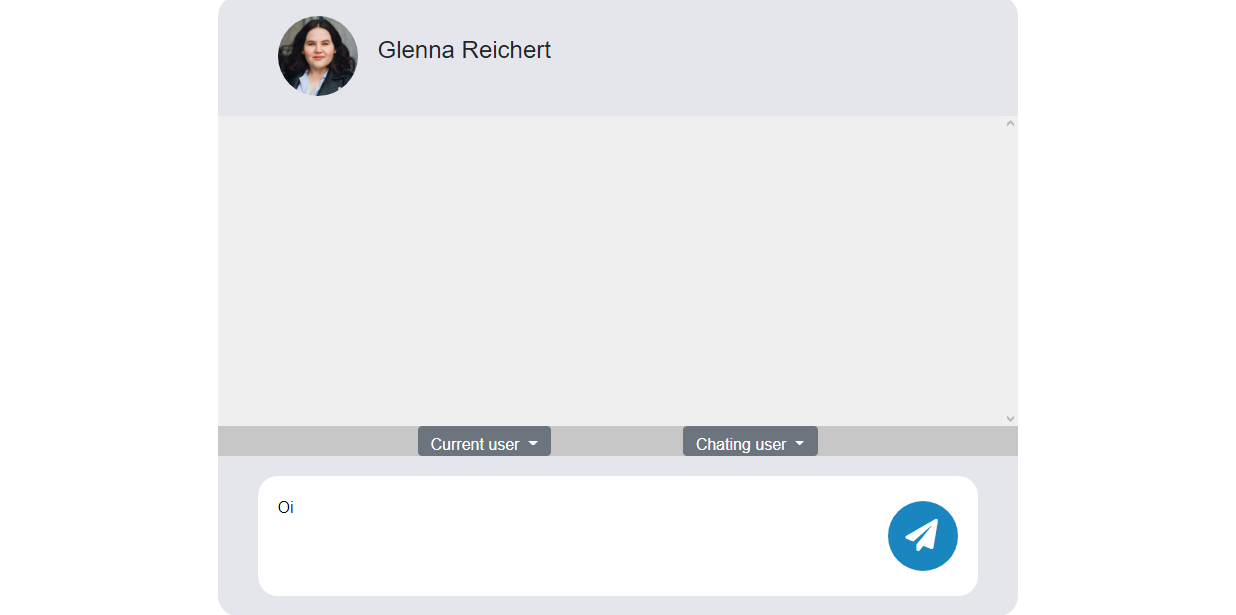 Glenna Reichert
Current user
Chating user
Oi